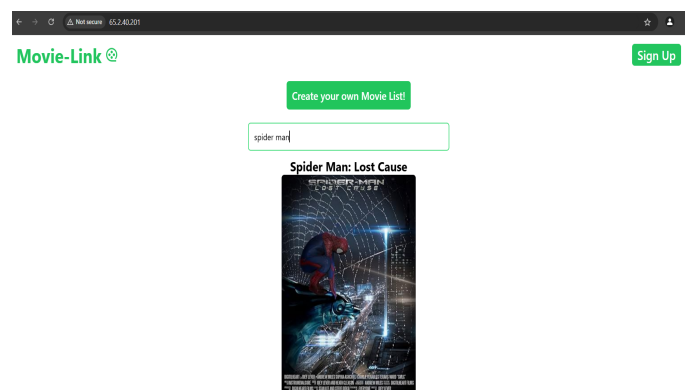 Not secure 65.2.40.201
Movie-Link
Sign Up
Create your own Movie List!
spider man
Spider Man: Lost Cause
SPIDER-MAN
LOST CAUSE